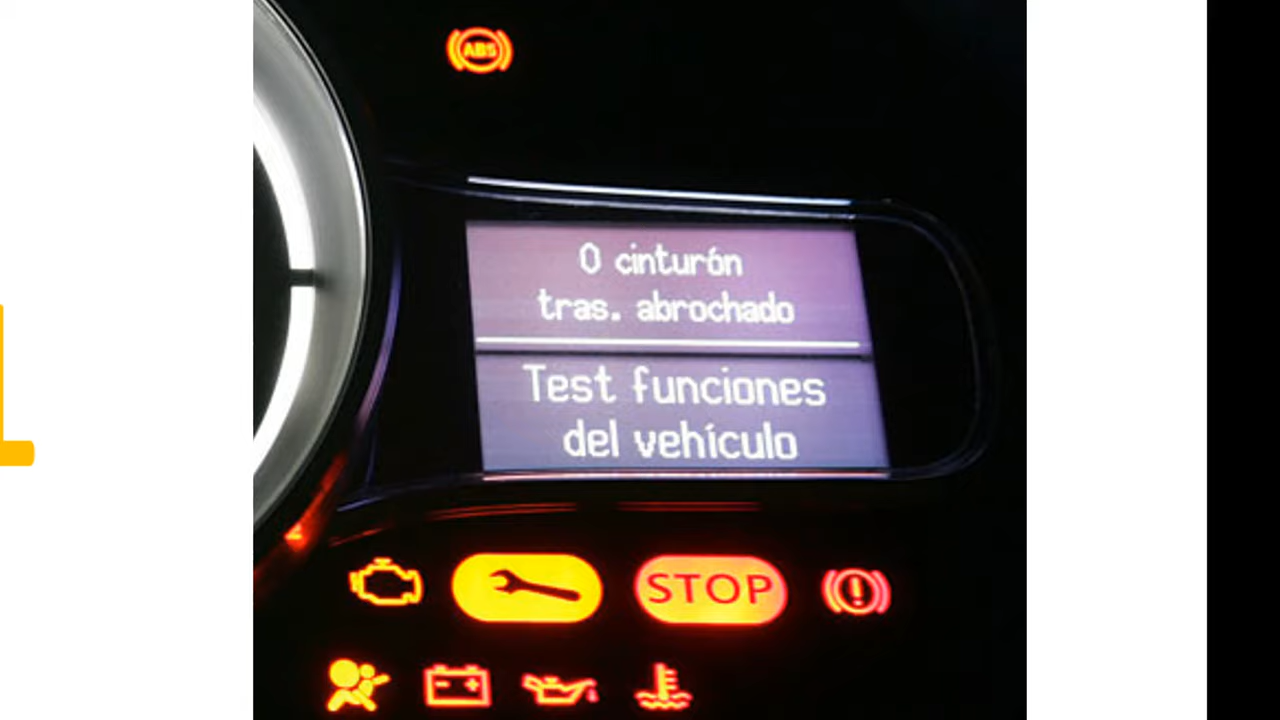 ABS
0 cinturón
tras. abrochado
Test funciones
del vehículo
STOP